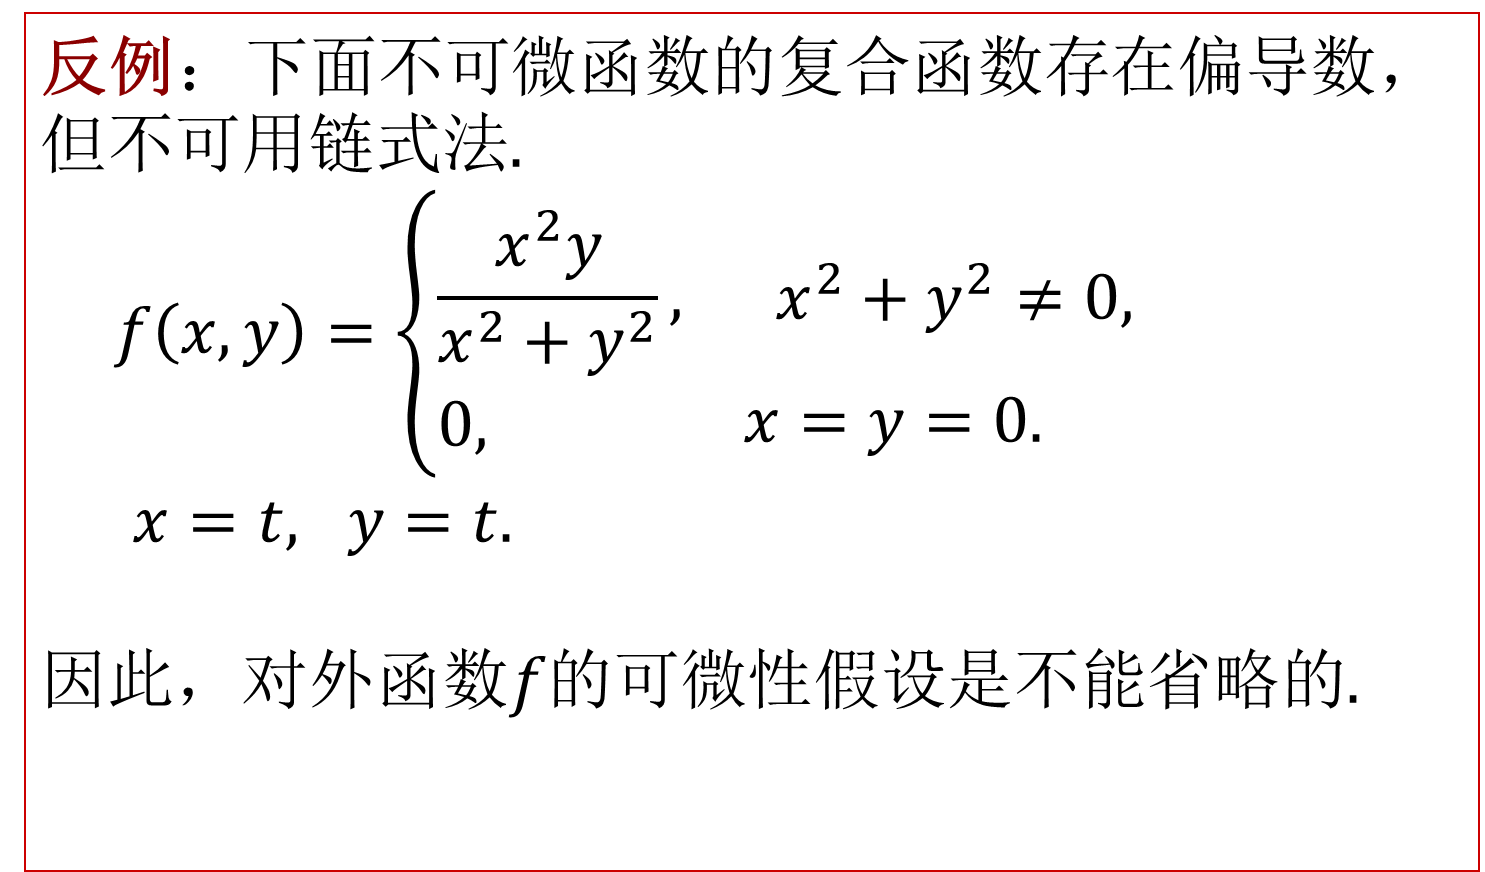 反例：下面不可微函数的复合函数存在偏导数，
但不可用链式法.
f(x, y) = { x²y / (x² + y²),  x² + y² ≠ 0,
0,  x = y = 0.
x = t, y = t.
因此，对外函数f的可微性假设是不能省略的.